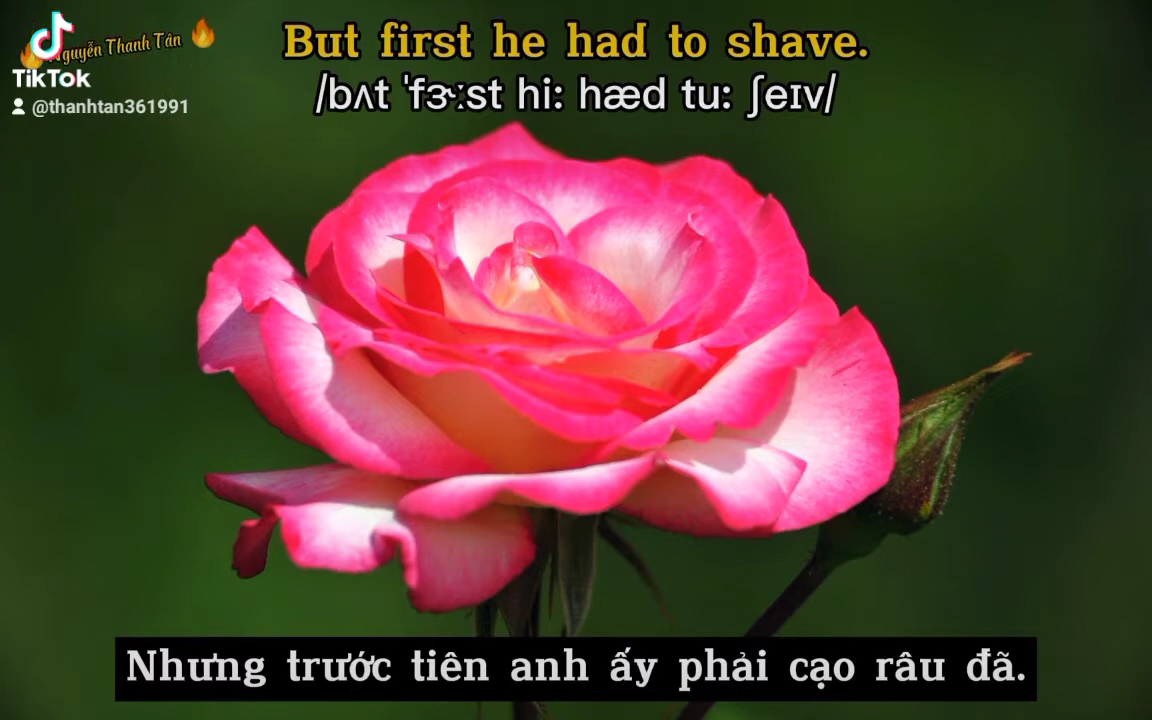 Nguyễn Thanh Tân
TikTok
@thanhtan361991
But first he had to shave.
/bʌt ˈfɝːst hiː hæd tuː ʃeɪv/
Nhưng trước tiên anh ấy phải cạo râu đã.